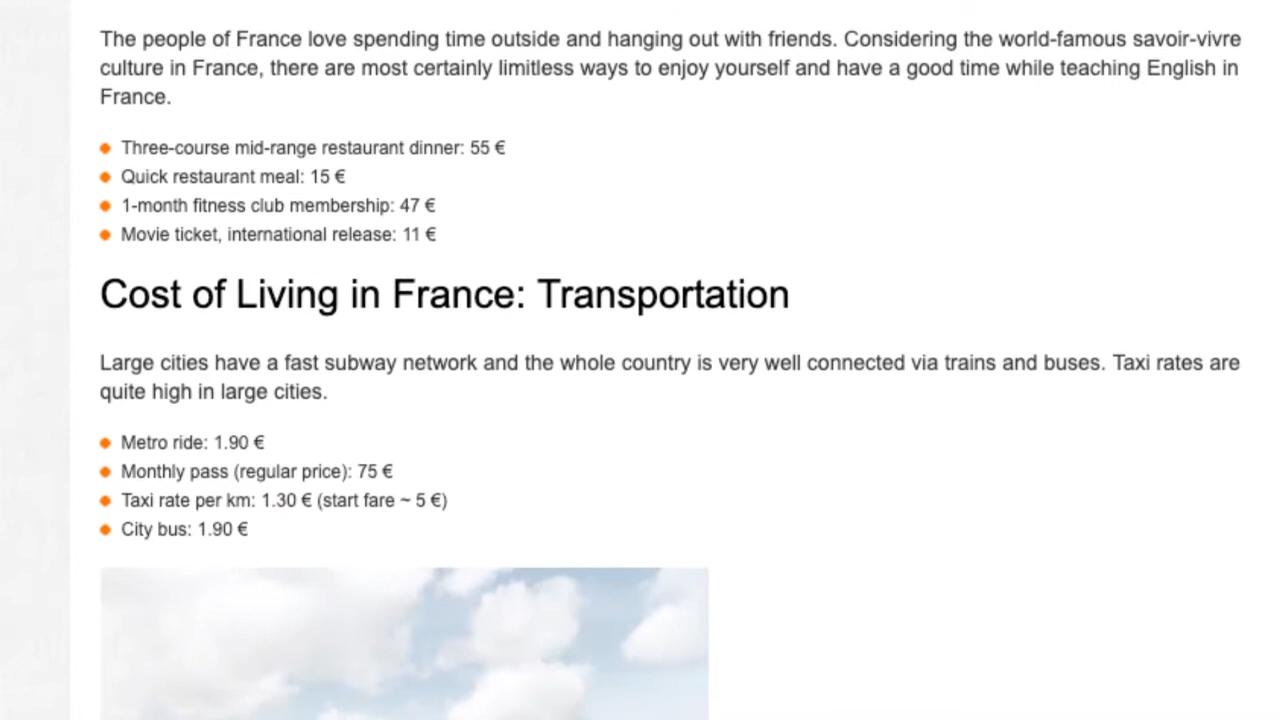 The people of France love spending time outside and hanging out with friends. Considering the world-famous savoir-vivre
culture in France, there are most certainly limitless ways to enjoy yourself and have a good time while teaching English in
France.
Three-course mid-range restaurant dinner: 55 €
Quick restaurant meal: 15 €
1-month fitness club membership: 47 €
Movie ticket, international release: 11 €
Cost of Living in France: Transportation
Large cities have a fast subway network and the whole country is very well connected via trains and buses. Taxi rates are
quite high in large cities.
Metro ride: 1.90 €
Monthly pass (regular price): 75 €
Taxi rate per km: 1.30 € (start fare ~ 5 €)
City bus: 1.90 €